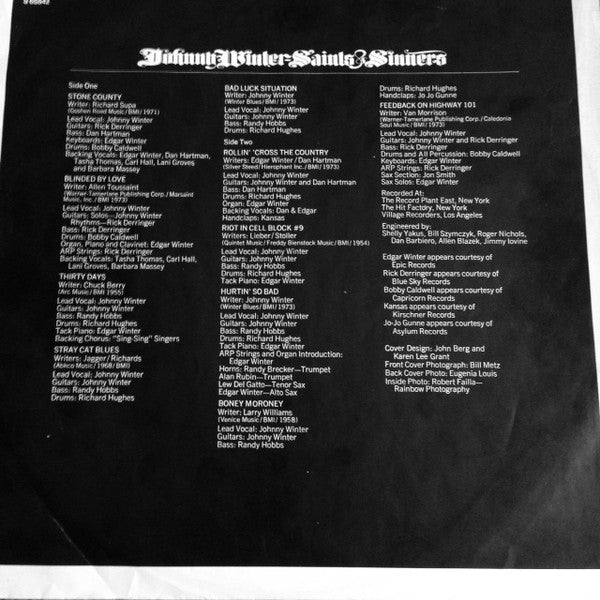 S 65842
Johnny Winter-Saints & Sinners
Side One
STONE COUNTY
Writer: Richard Supa
(Goshen Road Music/BMI/1971)
Lead Vocal: Johnny Winter
Guitars: Rick Derringer
Bass: Dan Hartman
Keyboards: Edgar Winter
Drums: Bobby Caldwell
Backing Vocals: Edgar Winter, Dan Hartman,
Tasha Thomas, Carl Hall, Lani Groves
and Barbara Massey
BLINDED BY LOVE
Writer: Allen Toussaint
(Warner-Tamerlane Publishing Corp./Marsaint
Music, Inc./BMI 1973)
Lead Vocal: Johnny Winter
Guitars: Solos—Johnny Winter
Rhythms—Rick Derringer
Bass: Rick Derringer
Drums: Bobby Caldwell
Organ, Piano and Clavinet: Edgar Winter
ARP Strings: Rick Derringer
Backing Vocals: Tasha Thomas, Carl Hall,
Lani Groves, Barbara Massey
THIRTY DAYS
Writer: Chuck Berry
(Arc Music/BMI 1955)
Lead Vocal: Johnny Winter
Guitars: Johnny Winter
Bass: Randy Hobbs
Drums: Richard Hughes
Tack Piano: Edgar Winter
Backing Chorus: "Sing-Sing" Singers
STRAY CAT BLUES
Writers: Jagger/Richards
(Abkco Music/1968/BMI)
Lead Vocal: Johnny Winter
Guitars: Johnny Winter
Bass: Randy Hobbs
Drums: Richard Hughes
BAD LUCK SITUATION
Writer: Johnny Winter
(Winter Blues/BMI/1973)
Lead Vocal: Johnny Winter
Guitars: Johnny Winter
Bass: Randy Hobbs
Drums: Richard Hughes
Side Two
ROLLIN' 'CROSS THE COUNTRY
Writers: Edgar Winter/Dan Hartman
(Silver Steed/Hierophant Inc./BMI/1973)
Lead Vocal: Johnny Winter
Guitars: Johnny Winter and Dan Hartman
Bass: Dan Hartman
Drums: Richard Hughes
Organ: Edgar Winter
Backing Vocals: Dan & Edgar
Handclaps: Kansas
RIOT IN CELL BLOCK #9
Writers: Lieber/Stoller
(Quintet Music/Freddy Bienstock Music/BMI/1954)
Lead Vocal: Johnny Winter
Guitars: Johnny Winter
Bass: Randy Hobbs
Drums: Richard Hughes
Tack Piano: Edgar Winter
HURTIN' SO BAD
Writer: Johnny Winter
(Winter Blues/BMI/1973)
Lead Vocal: Johnny Winter
Guitars: Johnny Winter
Bass: Randy Hobbs
Drums: Richard Hughes
Tack Piano: Edgar Winter
ARP Strings and Organ Introduction:
Edgar Winter
Horns: Randy Brecker—Trumpet
Alan Rubin—Trumpet
Lew Del Gatto—Tenor Sax
Edgar Winter—Alto Sax
BONEY MORONEY
Writer: Larry Williams
(Venice Music/BMI/1958)
Lead Vocal: Johnny Winter
Guitars: Johnny Winter
Bass: Randy Hobbs
Drums: Richard Hughes
Handclaps: Jo Jo Gunne
FEEDBACK ON HIGHWAY 101
Writer: Van Morrison
(Warner-Tamerlane Publishing Corp./Caledonia
Soul Music/BMI/1973)
Lead Vocal: Johnny Winter
Guitars: Johnny Winter and Rick Derringer
Bass: Rick Derringer
Drums and All Percussion: Bobby Caldwell
Keyboards: Edgar Winter
ARP Strings: Rick Derringer
Sax Section: Jon Smith
Sax Solos: Edgar Winter
Recorded At:
The Record Plant East, New York
The Hit Factory, New York
Village Recorders, Los Angeles
Engineered by:
Shelly Yakus, Bill Szymczyk, Roger Nichols,
Dan Barbiero, Allen Blazek, Jimmy Iovine
Edgar Winter appears courtesy of
Epic Records
Rick Derringer appears courtesy of
Blue Sky Records
Bobby Caldwell appears courtesy of
Capricorn Records
Kansas appears courtesy of
Kirschner Records
Jo-Jo Gunne appears courtesy of
Asylum Records
Cover Design: John Berg and
Karen Lee Grant
Front Cover Photograph: Bill Metz
Back Cover Photo: Eugenia Louis
Inside Photo: Robert Failla—
Rainbow Photography